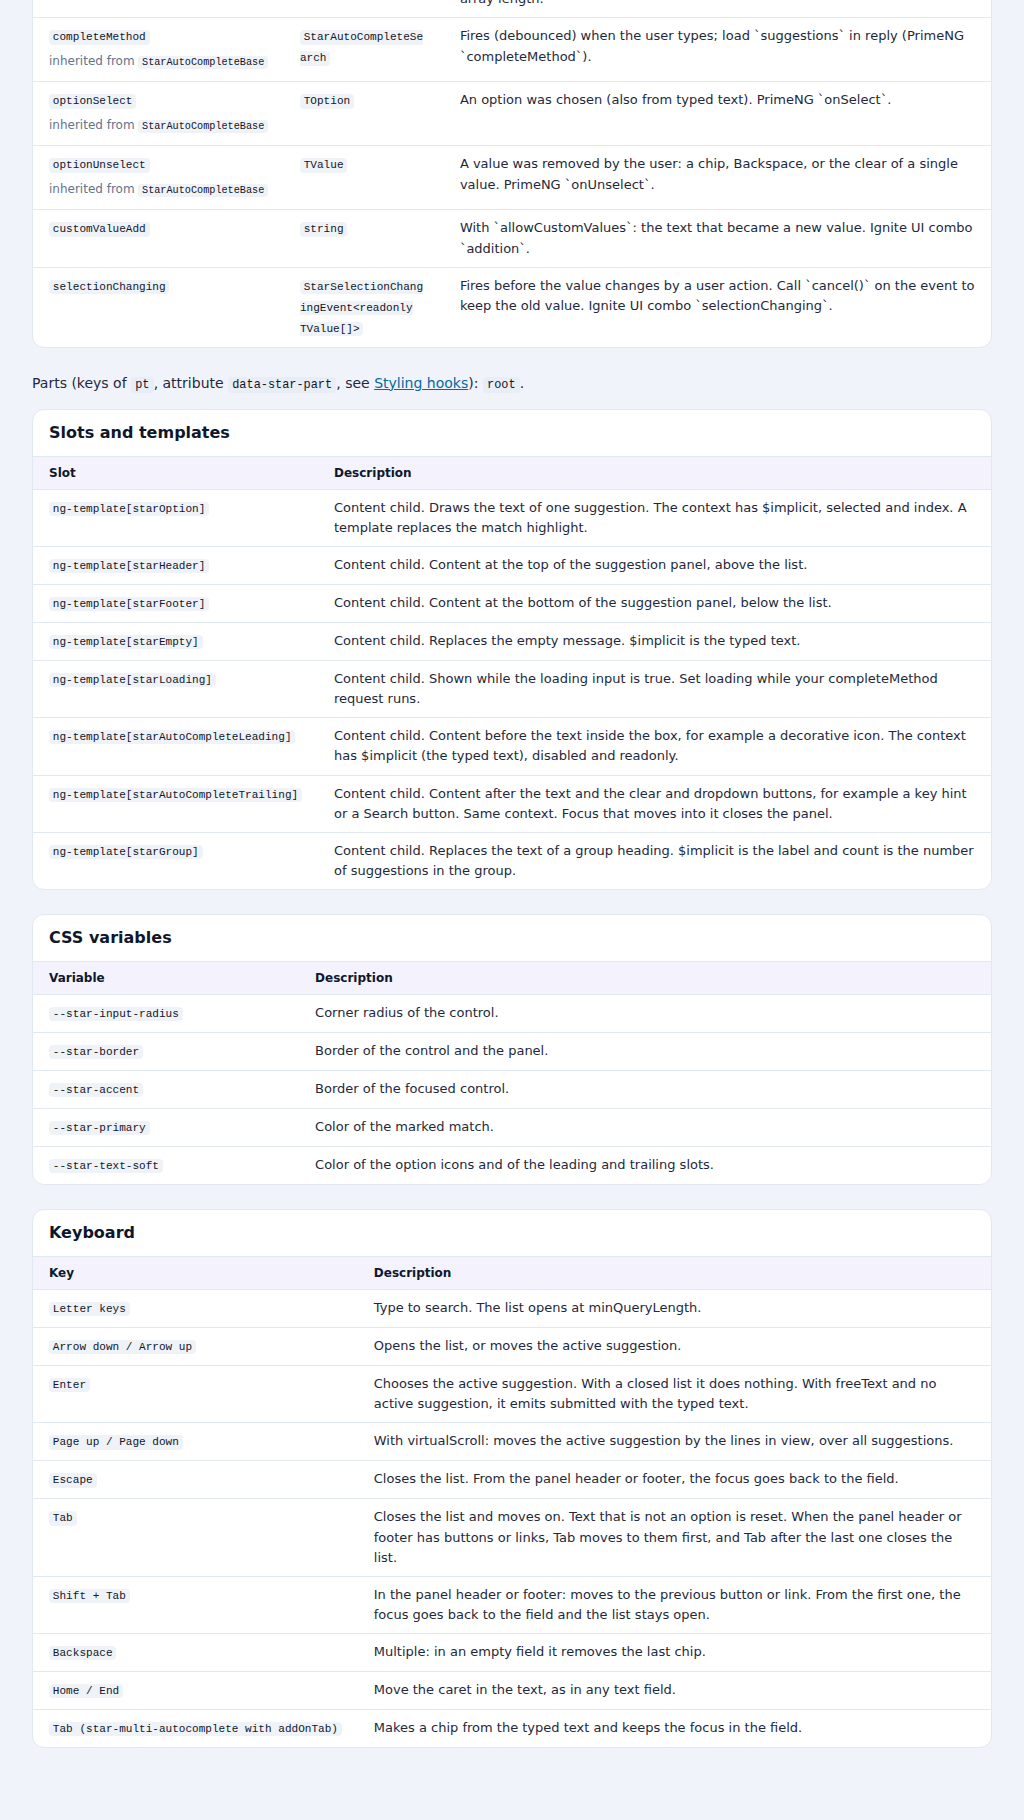 array length.
completeMethod
inherited from StarAutoCompleteBase
StarAutoCompleteSe
arch
Fires (debounced) when the user types; load `suggestions` in reply (PrimeNG
`completeMethod`).
optionSelect
inherited from StarAutoCompleteBase
TOption
An option was chosen (also from typed text). PrimeNG `onSelect`.
optionUnselect
inherited from StarAutoCompleteBase
TValue
A value was removed by the user: a chip, Backspace, or the clear of a single
value. PrimeNG `onUnselect`.
customValueAdd
string
With `allowCustomValues`: the text that became a new value. Ignite UI combo
`addition`.
selectionChanging
StarSelectionChang
ingEvent<readonly
TValue[]>
Fires before the value changes by a user action. Call `cancel()` on the event to
keep the old value. Ignite UI combo `selectionChanging`.
Parts (keys of pt, attribute data-star-part, see Styling hooks): root.
Slots and templates
Slot Description
ng-template[starOption]
Content child. Draws the text of one suggestion. The context has $implicit, selected and index. A
template replaces the match highlight.
ng-template[starHeader] Content child. Content at the top of the suggestion panel, above the list.
ng-template[starFooter] Content child. Content at the bottom of the suggestion panel, below the list.
ng-template[starEmpty] Content child. Replaces the empty message. $implicit is the typed text.
ng-template[starLoading]
Content child. Shown while the loading input is true. Set loading while your completeMethod
request runs.
ng-template[starAutoCompleteLeading]
Content child. Content before the text inside the box, for example a decorative icon. The context
has $implicit (the typed text), disabled and readonly.
ng-template[starAutoCompleteTrailing]
Content child. Content after the text and the clear and dropdown buttons, for example a key hint
or a Search button. Same context. Focus that moves into it closes the panel.
ng-template[starGroup]
Content child. Replaces the text of a group heading. $implicit is the label and count is the number
of suggestions in the group.
CSS variables
Variable Description
--star-input-radius Corner radius of the control.
--star-border Border of the control and the panel.
--star-accent Border of the focused control.
--star-primary Color of the marked match.
--star-text-soft Color of the option icons and of the leading and trailing slots.
Keyboard
Key Description
Letter keys Type to search. The list opens at minQueryLength.
Arrow down / Arrow up Opens the list, or moves the active suggestion.
Enter
Chooses the active suggestion. With a closed list it does nothing. With freeText and no
active suggestion, it emits submitted with the typed text.
Page up / Page down With virtualScroll: moves the active suggestion by the lines in view, over all suggestions.
Escape Closes the list. From the panel header or footer, the focus goes back to the field.
Tab
Closes the list and moves on. Text that is not an option is reset. When the panel header or
footer has buttons or links, Tab moves to them first, and Tab after the last one closes the
list.
Shift + Tab
In the panel header or footer: moves to the previous button or link. From the first one, the
focus goes back to the field and the list stays open.
Backspace Multiple: in an empty field it removes the last chip.
Home / End Move the caret in the text, as in any text field.
Tab (star-multi-autocomplete with addOnTab) Makes a chip from the typed text and keeps the focus in the field.